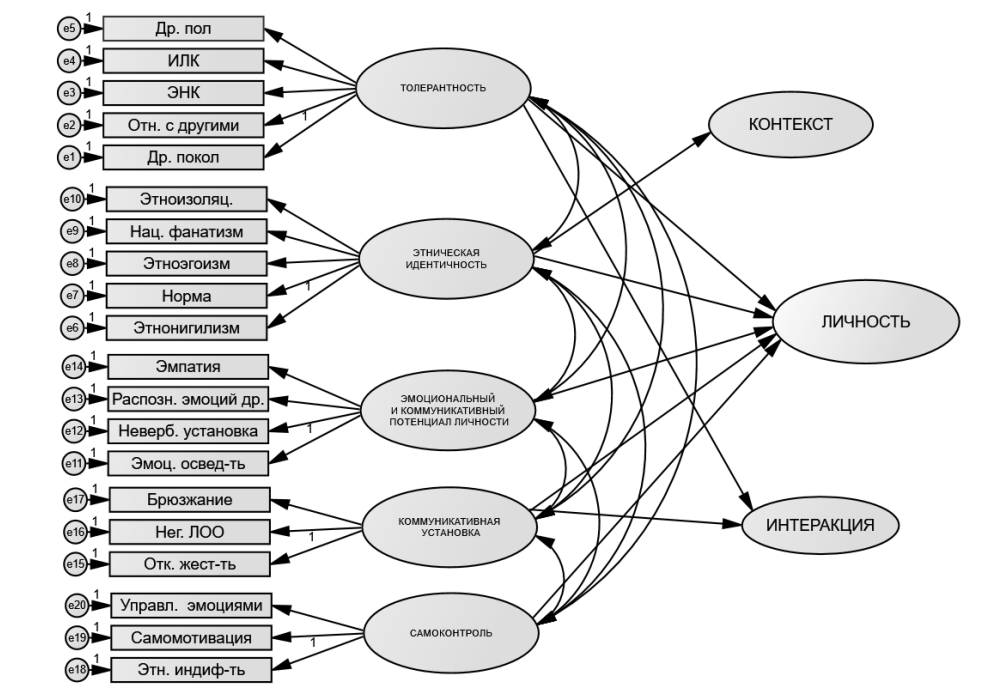 e5 1 Др. пол
e4 1 ИЛК
e3 1 ЭНК
e2 1 Отн. с другими
e1 1 Др. покол
1
ТОЛЕРАНТНОСТЬ
e10 1 Этноизоляц.
e9 1 Нац. фанатизм
e8 1 Этноэгоизм
e7 1 Норма
e6 1 Этнонигилизм
1
ЭТНИЧЕСКАЯ
ИДЕНТИЧНОСТЬ
e14 1 Эмпатия
e13 1 Распозн. эмоций др.
e12 1 Неверб. установка
e11 1 Эмоц. освед-ть
1
ЭМОЦИОНАЛЬНЫЙ
И КОММУНИКАТИВНЫЙ
ПОТЕНЦИАЛ ЛИЧНОСТИ
e17 1 Брюзжание
e16 1 Нег. ЛОО
e15 1 Отк. жест-ть
1
КОММУНИКАТИВНАЯ
УСТАНОВКА
e20 1 Управл. эмоциями
e19 1 Самомотивация
e18 1 Этн. индиф-ть
1
САМОКОНТРОЛЬ
КОНТЕКСТ
ЛИЧНОСТЬ
ИНТЕРАКЦИЯ